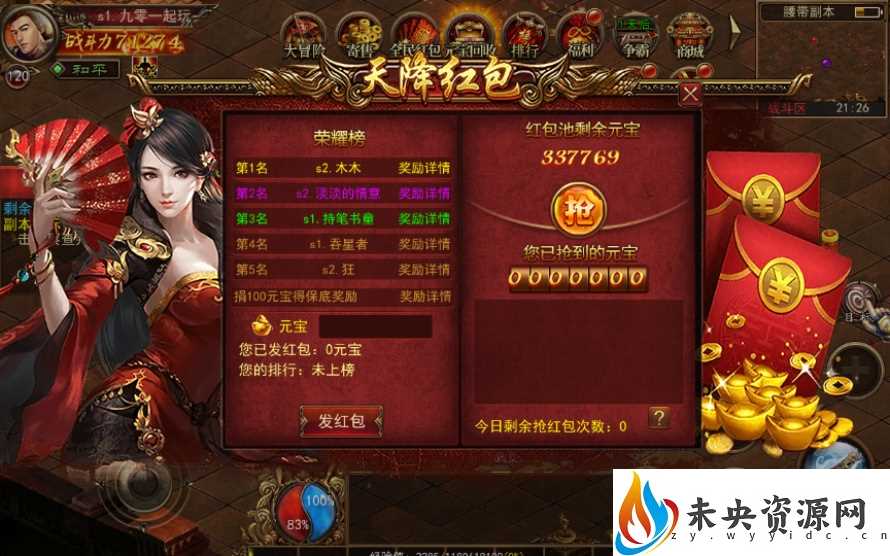 s1.九零一起玩
战斗力71274
120
和平
大冒险
寄售
全民红包
元宝回收
排行
福利
争霸
商城
腰带副本
战斗区
21:26
天降红包
剩余
副本
荣耀榜
第1名 s2.木木 奖励详情
第2名 s2.淡淡的情意 奖励详情
第3名 s1.持笔书童 奖励详情
第4名 s1.吞星者 奖励详情
第5名 s2.狂 奖励详情
捐100元宝得保底奖励 奖励详情
元宝
您已发红包：0元宝
您的排行：未上榜
发红包
红包池剩余元宝
337769
抢
您已抢到的元宝
0000000
今日剩余抢红包次数：0
?
¥
¥
100%
83%
未央资源网
zy.wyyidc.cn